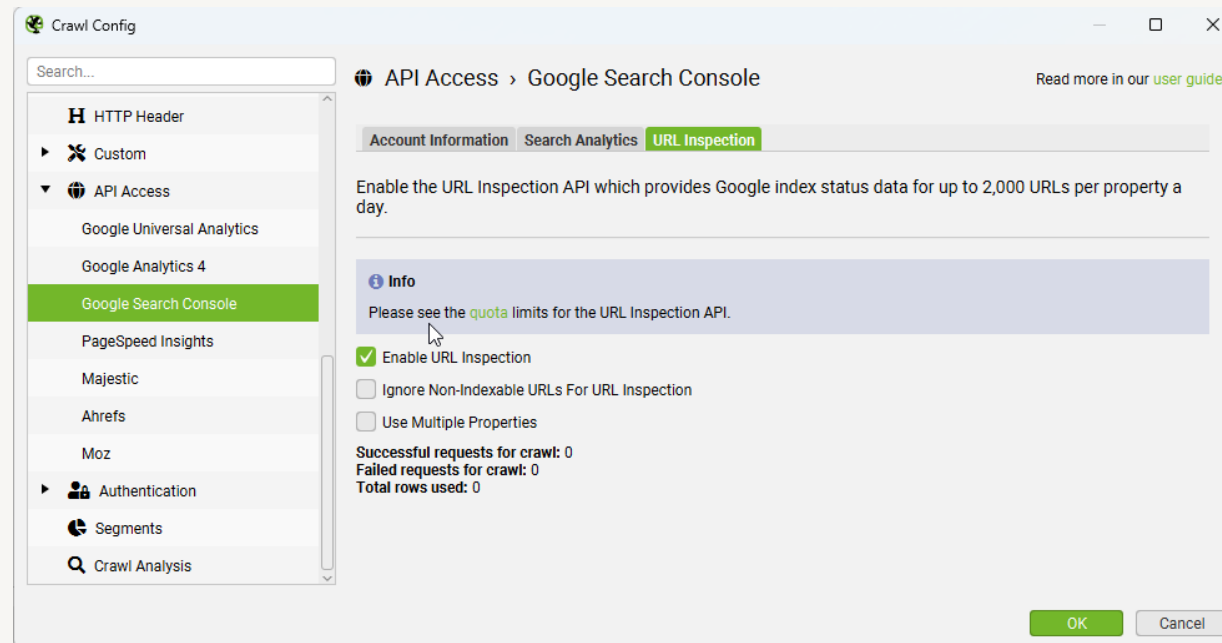 Crawl Config
Search...
HTTP Header
Custom
API Access
Google Universal Analytics
Google Analytics 4
Google Search Console
PageSpeed Insights
Majestic
Ahrefs
Moz
Authentication
Segments
Crawl Analysis
API Access › Google Search Console
Read more in our user guide
Account Information Search Analytics URL Inspection
Enable the URL Inspection API which provides Google index status data for up to 2,000 URLs per property a
day.
Info
Please see the quota limits for the URL Inspection API.
Enable URL Inspection
Ignore Non-Indexable URLs For URL Inspection
Use Multiple Properties
Successful requests for crawl: 0
Failed requests for crawl: 0
Total rows used: 0
OK Cancel